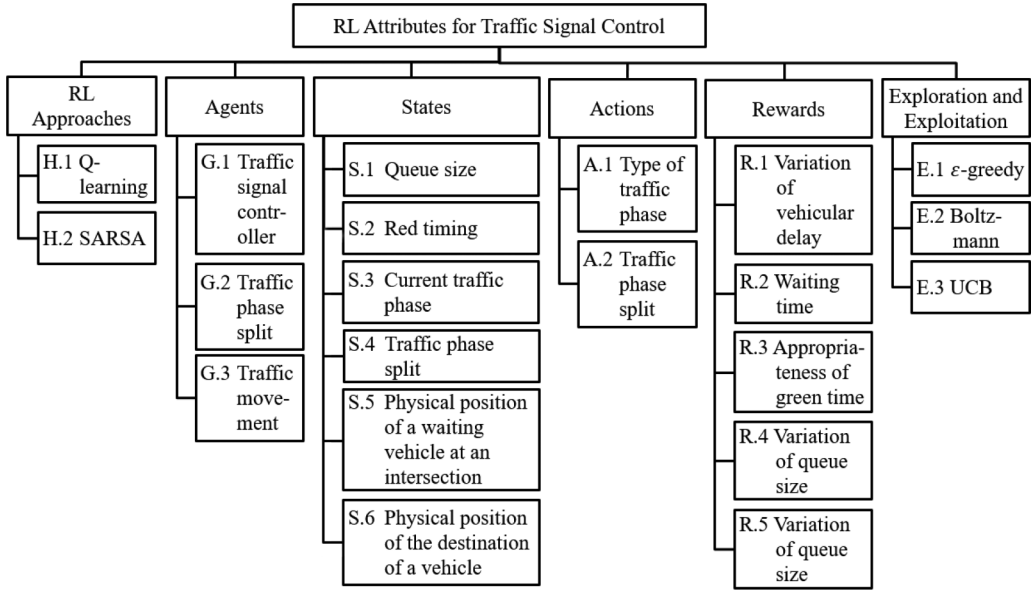 RL Attributes for Traffic Signal Control
RL
Approaches
H.1 Q-
learning
H.2 SARSA
Agents
G.1 Traffic
signal
contr-
oller
G.2 Traffic
phase
split
G.3 Traffic
move-
ment
States
S.1 Queue size
S.2 Red timing
S.3 Current traffic
phase
S.4 Traffic phase
split
S.5 Physical position
of a waiting
vehicle at an
intersection
S.6 Physical position
of the destination
of a vehicle
Actions
A.1 Type of
traffic
phase
A.2 Traffic
phase
split
Rewards
R.1 Variation
of
vehicular
delay
R.2 Waiting
time
R.3 Appropria-
teness of
green time
R.4 Variation
of queue
size
R.5 Variation
of queue
size
Exploration and
Exploitation
E.1 ε-greedy
E.2 Boltz-
mann
E.3 UCB